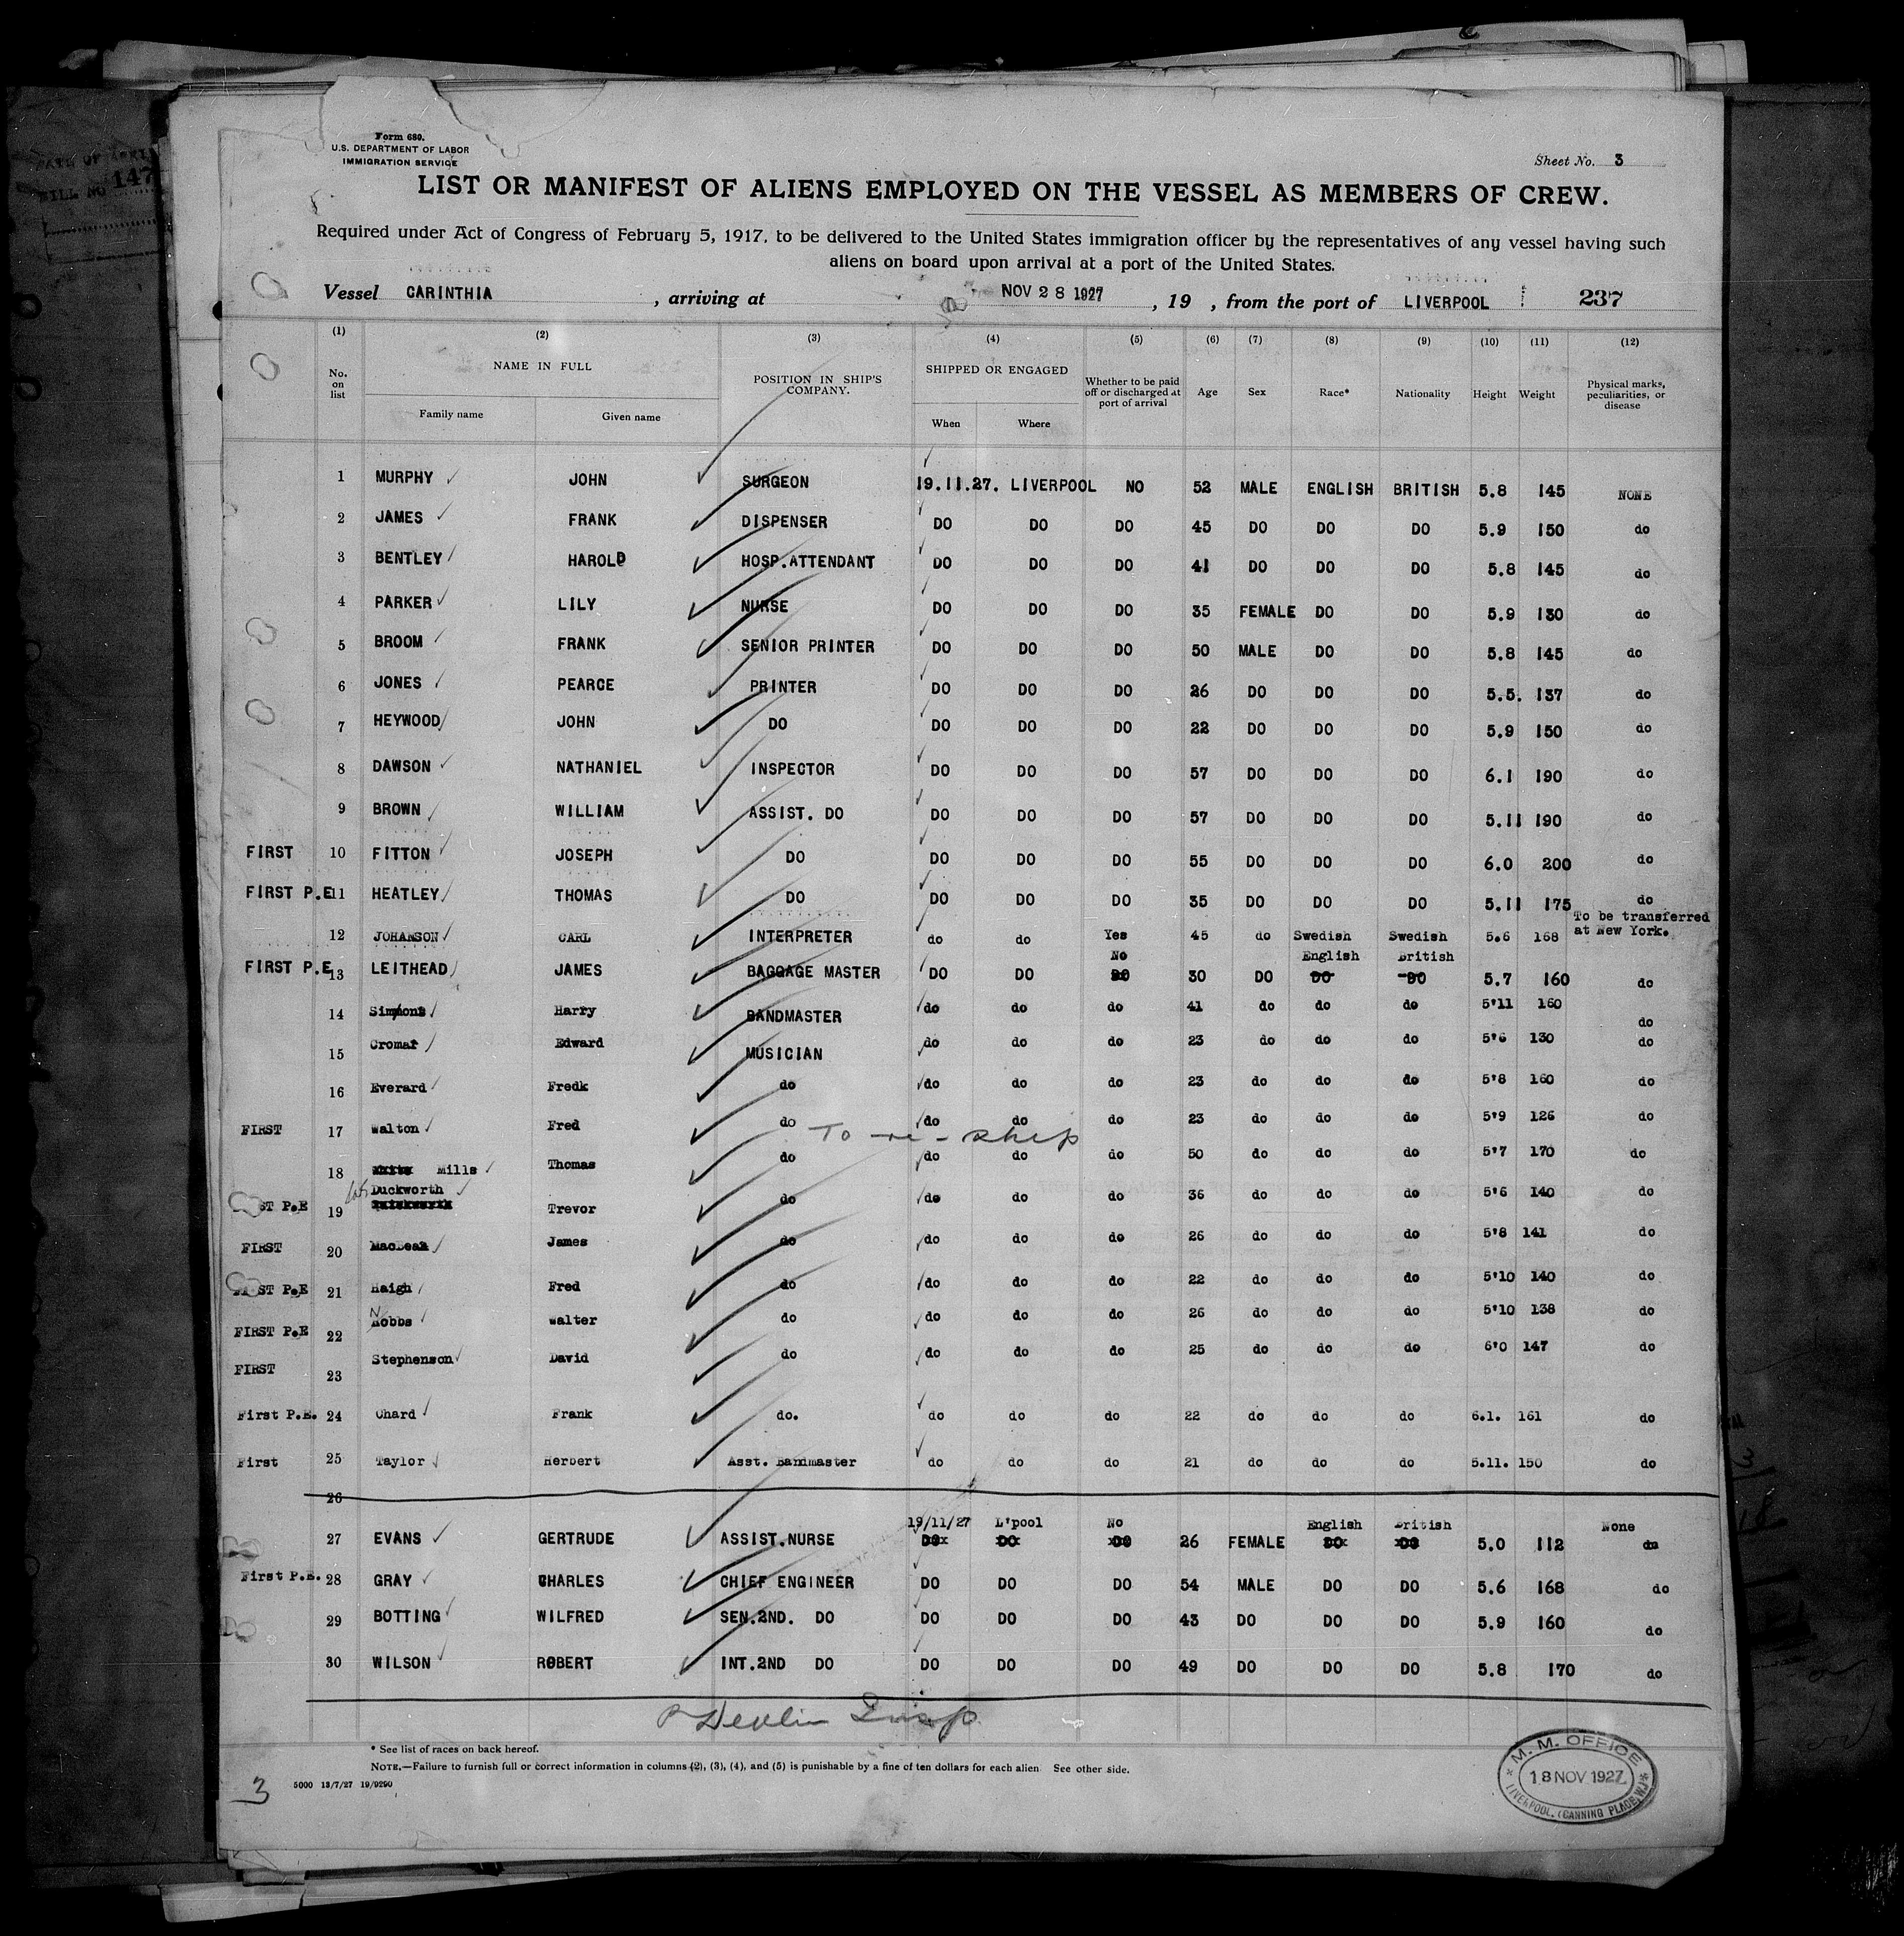 Form 689.
U.S. DEPARTMENT OF LABOR
IMMIGRATION SERVICE
Sheet No. 3
LIST OR MANIFEST OF ALIENS EMPLOYED ON THE VESSEL AS MEMBERS OF CREW.
Required under Act of Congress of February 5, 1917, to be delivered to the United States immigration officer by the representatives of any vessel having such
aliens on board upon arrival at a port of the United States.
Vessel CARINTHIA , arriving at NOV 28 1927 , 19 , from the port of LIVERPOOL 237
(1) (2) (3) (4) (5) (6) (7) (8) (9) (10) (11) (12)
No. on list NAME IN FULL Family name Given name POSITION IN SHIP'S COMPANY. SHIPPED OR ENGAGED When Where Whether to be paid off or discharged at port of arrival Age Sex Race* Nationality Height Weight Physical marks, peculiarities, or disease
1 MURPHY JOHN SURGEON 19.11.27. LIVERPOOL NO 52 MALE ENGLISH BRITISH 5.8 145 NONE
2 JAMES FRANK DISPENSER DO DO DO 45 DO DO DO 5.9 150 do
3 BENTLEY HAROLD HOSP.ATTENDANT DO DO DO 41 DO DO DO 5.8 145 do
4 PARKER LILY NURSE DO DO DO 35 FEMALE DO DO 5.9 130 do
5 BROOM FRANK SENIOR PRINTER DO DO DO 50 MALE DO DO 5.8 145 do
6 JONES PEARCE PRINTER DO DO DO 26 DO DO DO 5.5. 137 do
7 HEYWOOD JOHN DO DO DO DO 22 DO DO DO 5.9 150 do
8 DAWSON NATHANIEL INSPECTOR DO DO DO 57 DO DO DO 6.1 190 do
9 BROWN WILLIAM ASSIST. DO DO DO DO 57 DO DO DO 5.11 190 do
FIRST 10 FITTON JOSEPH DO DO DO DO 55 DO DO DO 6.0 200 do
FIRST P.E 11 HEATLEY THOMAS DO DO DO DO 35 DO DO DO 5.11 175 do
12 JOHANSON CARL INTERPRETER do do Yes 45 do Swedish Swedish 5.6 168 To be transferred at New York.
FIRST P.E 13 LEITHEAD JAMES BAGGAGE MASTER DO DO No DO 30 DO English DO British DO 5.7 160 do
14 Simmons Harry BANDMASTER do do do 41 do do do 5'11 160 do
15 Cromar Edward MUSICIAN do do do 23 do do do 5'6 130 do
16 Everard Fredk do do do do 23 do do do 5'8 160 do
FIRST 17 Walton Fred do do do do 23 do do do 5'9 126 do
To re-ship
18 White Mills Thomas do do do do 50 do do do 5'7 170 do
FIRST P.E 19 Duckworth Trevor do do do do 36 do do do 5'6 140 do
FIRST 20 MacDean James do do do do 26 do do do 5'8 141 do
FIRST P.E 21 Haigh Fred do do do do 22 do do do 5'10 140 do
FIRST P.E 22 Nobbs Walter do do do do 26 do do do 5'10 138 do
FIRST 23 Stephenson David do do do do 25 do do do 6'0 147 do
First P.E. 24 Chard Frank do. do do do 22 do do do 6.1. 161 do
First 25 Taylor Herbert Asst. Bandmaster do do do 21 do do do 5.11. 150 do
26
27 EVANS GERTRUDE ASSIST.NURSE 19/11/27 L'pool No 26 FEMALE English British 5.0 112 None
First P.E. 28 GRAY CHARLES CHIEF ENGINEER DO DO DO 54 MALE DO DO 5.6 168 do
29 BOTTING WILFRED SEN.2ND. DO DO DO DO 43 DO DO DO 5.9 160 do
30 WILSON ROBERT INT.2ND DO DO DO DO 49 DO DO DO 5.8 170 do
Devlin Insp
* See list of races on back hereof.
NOTE.—Failure to furnish full or correct information in columns (2), (3), (4), and (5) is punishable by a fine of ten dollars for each alien See other side.
3 5000 13/7/27 19/9290
M. M. OFFICE
18 NOV 1927
LIVERPOOL. (CANNING PLACE,
BILL NO 147